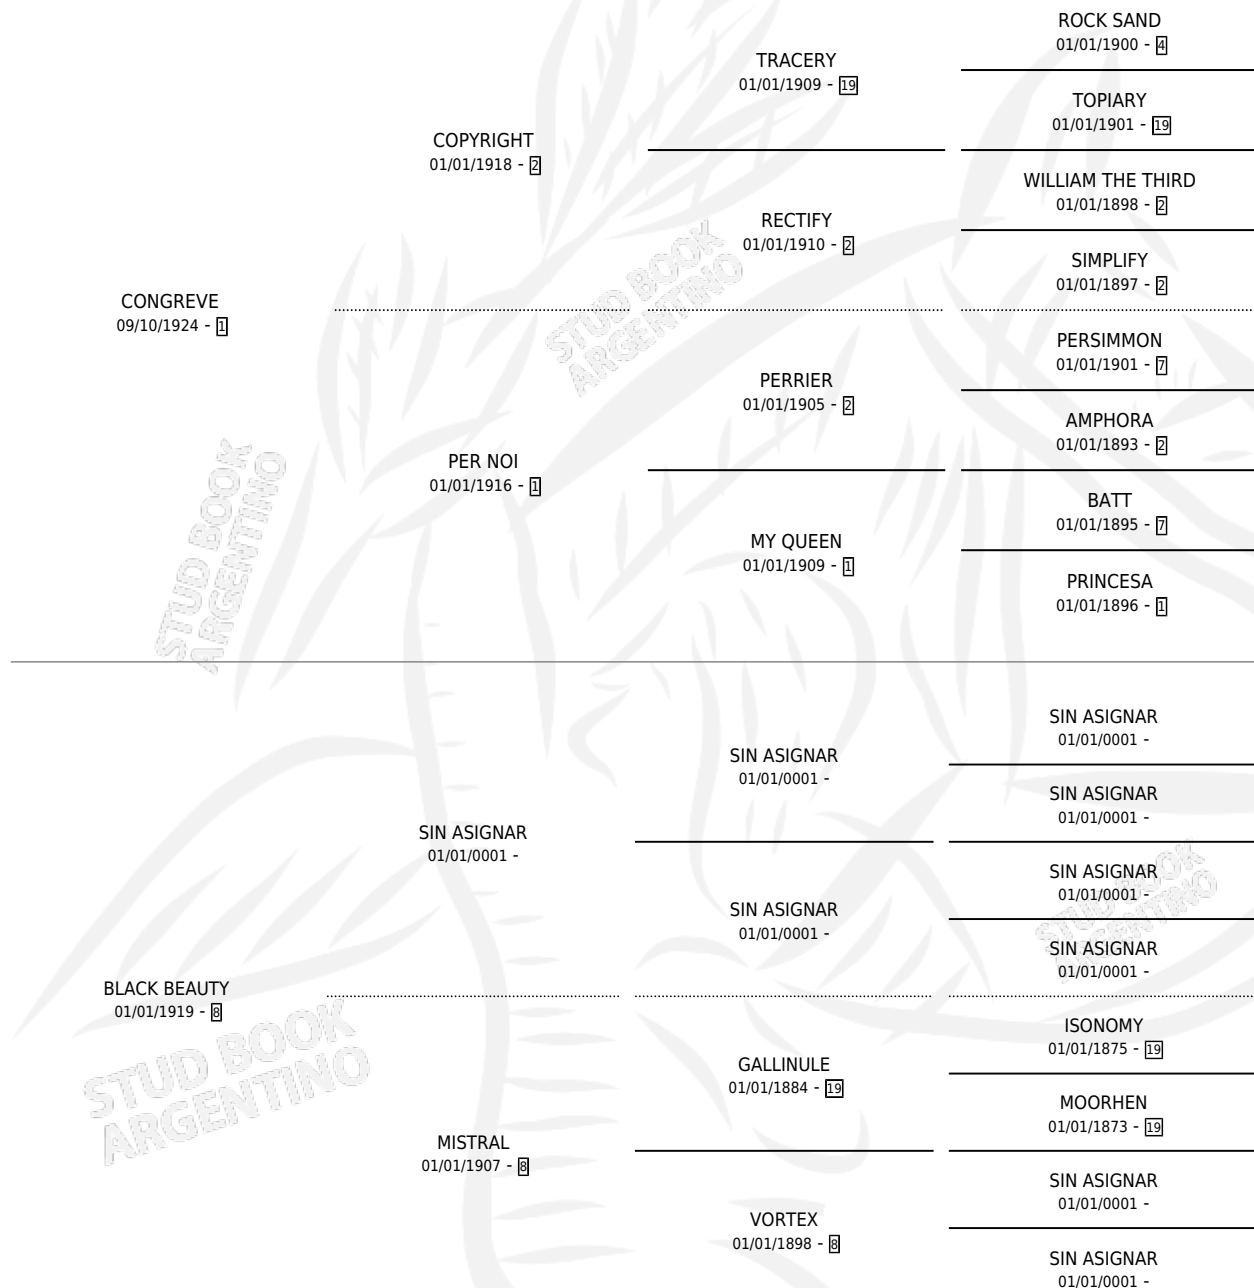 ROCK SAND
01/01/1900 - 4
TRACERY
01/01/1909 - 19
TOPIARY
01/01/1901 - 19
COPYRIGHT
01/01/1918 - 2
WILLIAM THE THIRD
01/01/1898 - 2
RECTIFY
01/01/1910 - 2
SIMPLIFY
01/01/1897 - 2
CONGREVE
09/10/1924 - 1
STUD BOOK
ARGENTINO
PERSIMMON
01/01/1901 - 7
PERRIER
01/01/1905 - 2
AMPHORA
01/01/1893 - 2
PER NOI
01/01/1916 - 1
BATT
01/01/1895 - 7
MY QUEEN
01/01/1909 - 1
PRINCESA
01/01/1896 - 1
STUD BOOK
ARGENTINO
SIN ASIGNAR
01/01/0001 -
SIN ASIGNAR
01/01/0001 -
SIN ASIGNAR
01/01/0001 -
SIN ASIGNAR
01/01/0001 -
SIN ASIGNAR
01/01/0001 -
SIN ASIGNAR
01/01/0001 -
SIN ASIGNAR
01/01/0001 -
STUD BOOK
ARGENTINO
BLACK BEAUTY
01/01/1919 - 8
STUD BOOK
ARGENTINO
ISONOMY
01/01/1875 - 19
GALLINULE
01/01/1884 - 19
MOORHEN
01/01/1873 - 19
MISTRAL
01/01/1907 - 8
SIN ASIGNAR
01/01/0001 -
VORTEX
01/01/1898 - 8
SIN ASIGNAR
01/01/0001 -